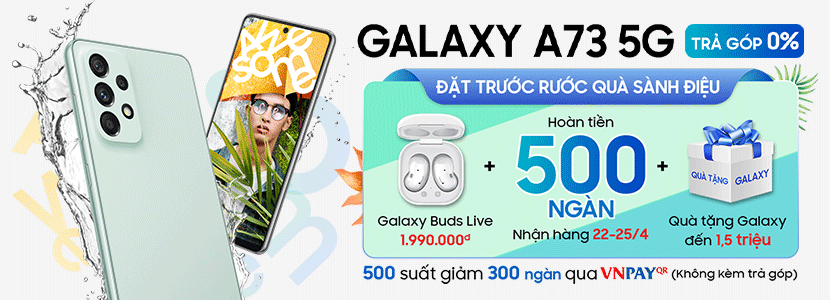 Awe
some
GALAXY A73 5G
TRẢ GÓP 0%
ĐẶT TRƯỚC RƯỚC QUÀ SÀNH ĐIỆU
Galaxy Buds Live
1.990.000đ
+
Hoàn tiền
500
NGÀN
Nhận hàng 22-25/4
+
QUÀ TẶNG GALAXY
Quà tặng Galaxy
đến 1,5 triệu
500 suất giảm 300 ngàn qua VNPAYQR (Không kèm trả góp)